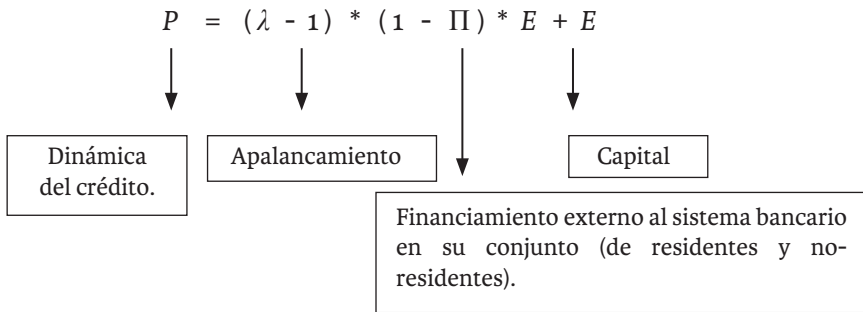 P = (λ - 1) * (1 - Π) * E + E
Dinámica
del crédito.
Apalancamiento
Capital
Financiamiento externo al sistema bancario
en su conjunto (de residentes y no-
residentes).